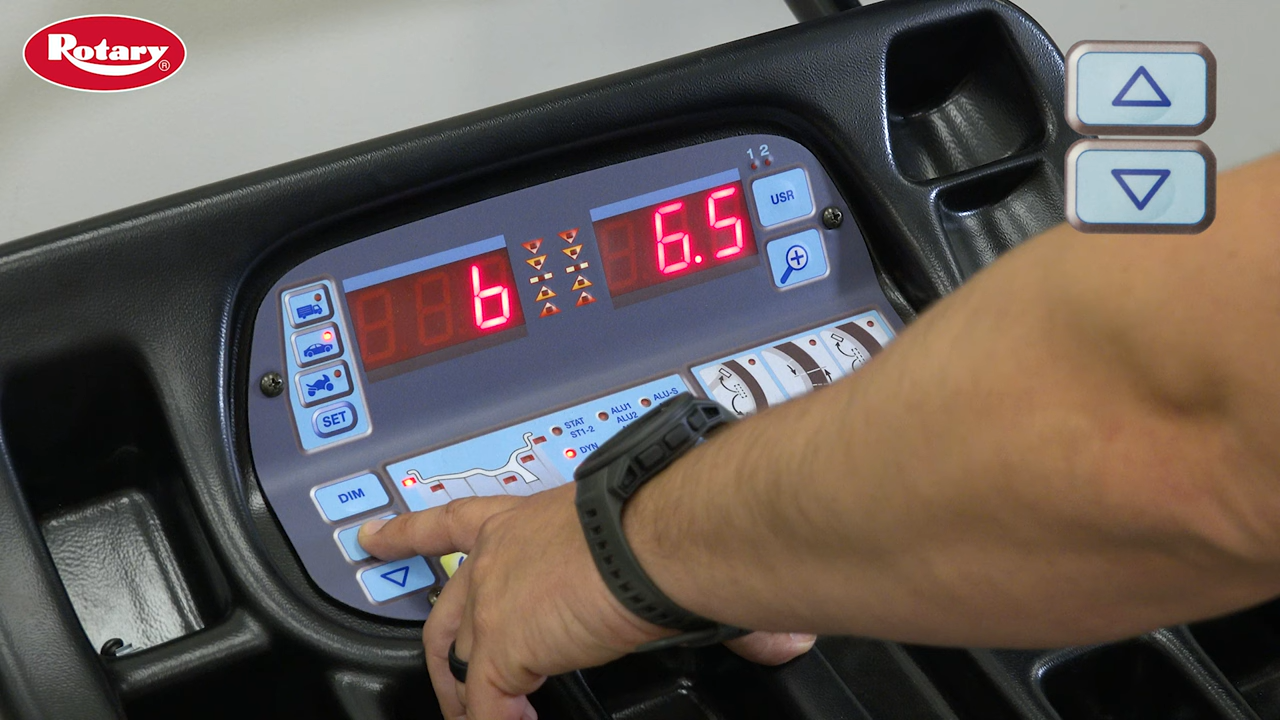 Rotary®
1 2
USR
b
6.5
SET
STAT
ST1-2
ALU1
ALU2
ALU-S
DYN
DIM